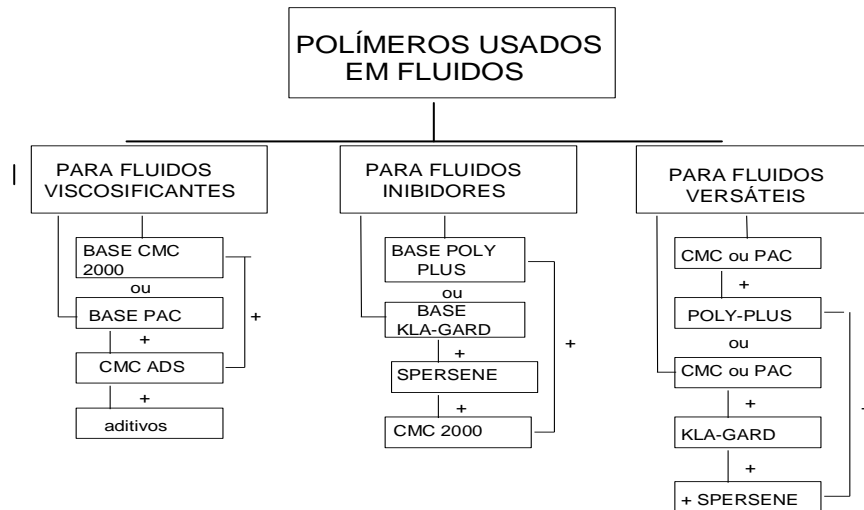 POLÍMEROS USADOS
EM FLUIDOS
PARA FLUIDOS
VISCOSIFICANTES
BASE CMC
2000
ou
BASE PAC
+
CMC ADS
+
aditivos
+
PARA FLUIDOS
INIBIDORES
BASE POLY
PLUS
ou
BASE
KLA-GARD
+
SPERSENE
+
CMC 2000
+
PARA FLUIDOS
VERSÁTEIS
CMC ou PAC
+
POLY-PLUS
ou
CMC ou PAC
+
KLA-GARD
+
+ SPERSENE
+